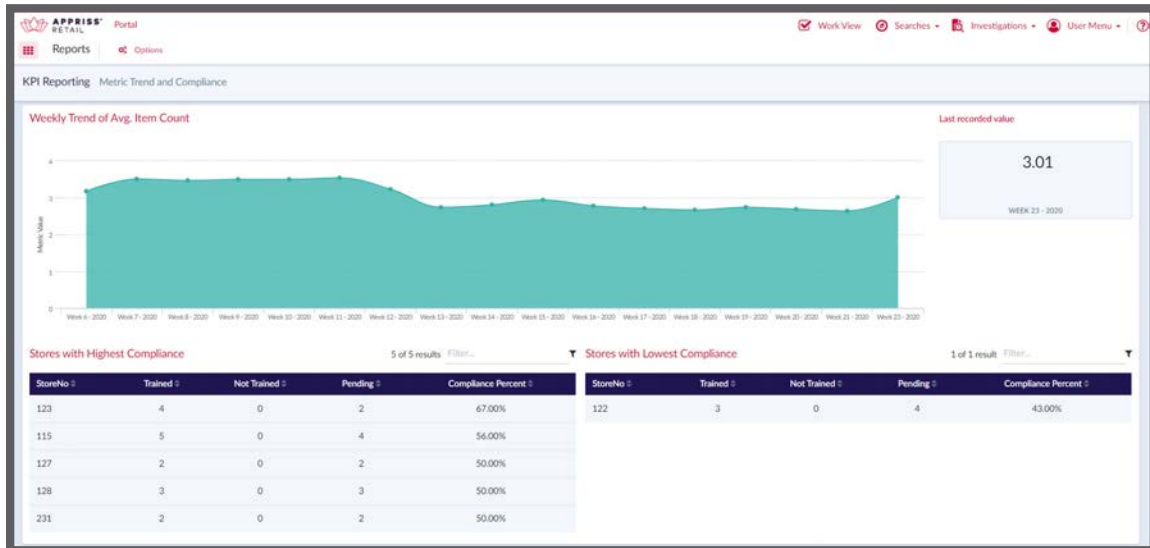 APPRISS®
RETAIL
Portal
Work View
Searches
Investigations
User Menu
Reports
Options
KPI Reporting Metric Trend and Compliance
Weekly Trend of Avg. Item Count
Last recorded value
3.01
WEEK 23 - 2020
Metric Value
4
3
2
1
0
Week 6 - 2020 Week 7 - 2020 Week 8 - 2020 Week 9 - 2020 Week 10 - 2020 Week 11 - 2020 Week 12 - 2020 Week 13 - 2020 Week 14 - 2020 Week 15 - 2020 Week 16 - 2020 Week 17 - 2020 Week 18 - 2020 Week 19 - 2020 Week 20 - 2020 Week 21 - 2020 Week 23 - 2020
Stores with Highest Compliance 5 of 5 results Filter...
StoreNo Trained Not Trained Pending Compliance Percent
123 4 0 2 67.00%
115 5 0 4 56.00%
127 2 0 2 50.00%
128 3 0 3 50.00%
231 2 0 2 50.00%
Stores with Lowest Compliance 1 of 1 result Filter...
StoreNo Trained Not Trained Pending Compliance Percent
122 3 0 4 43.00%